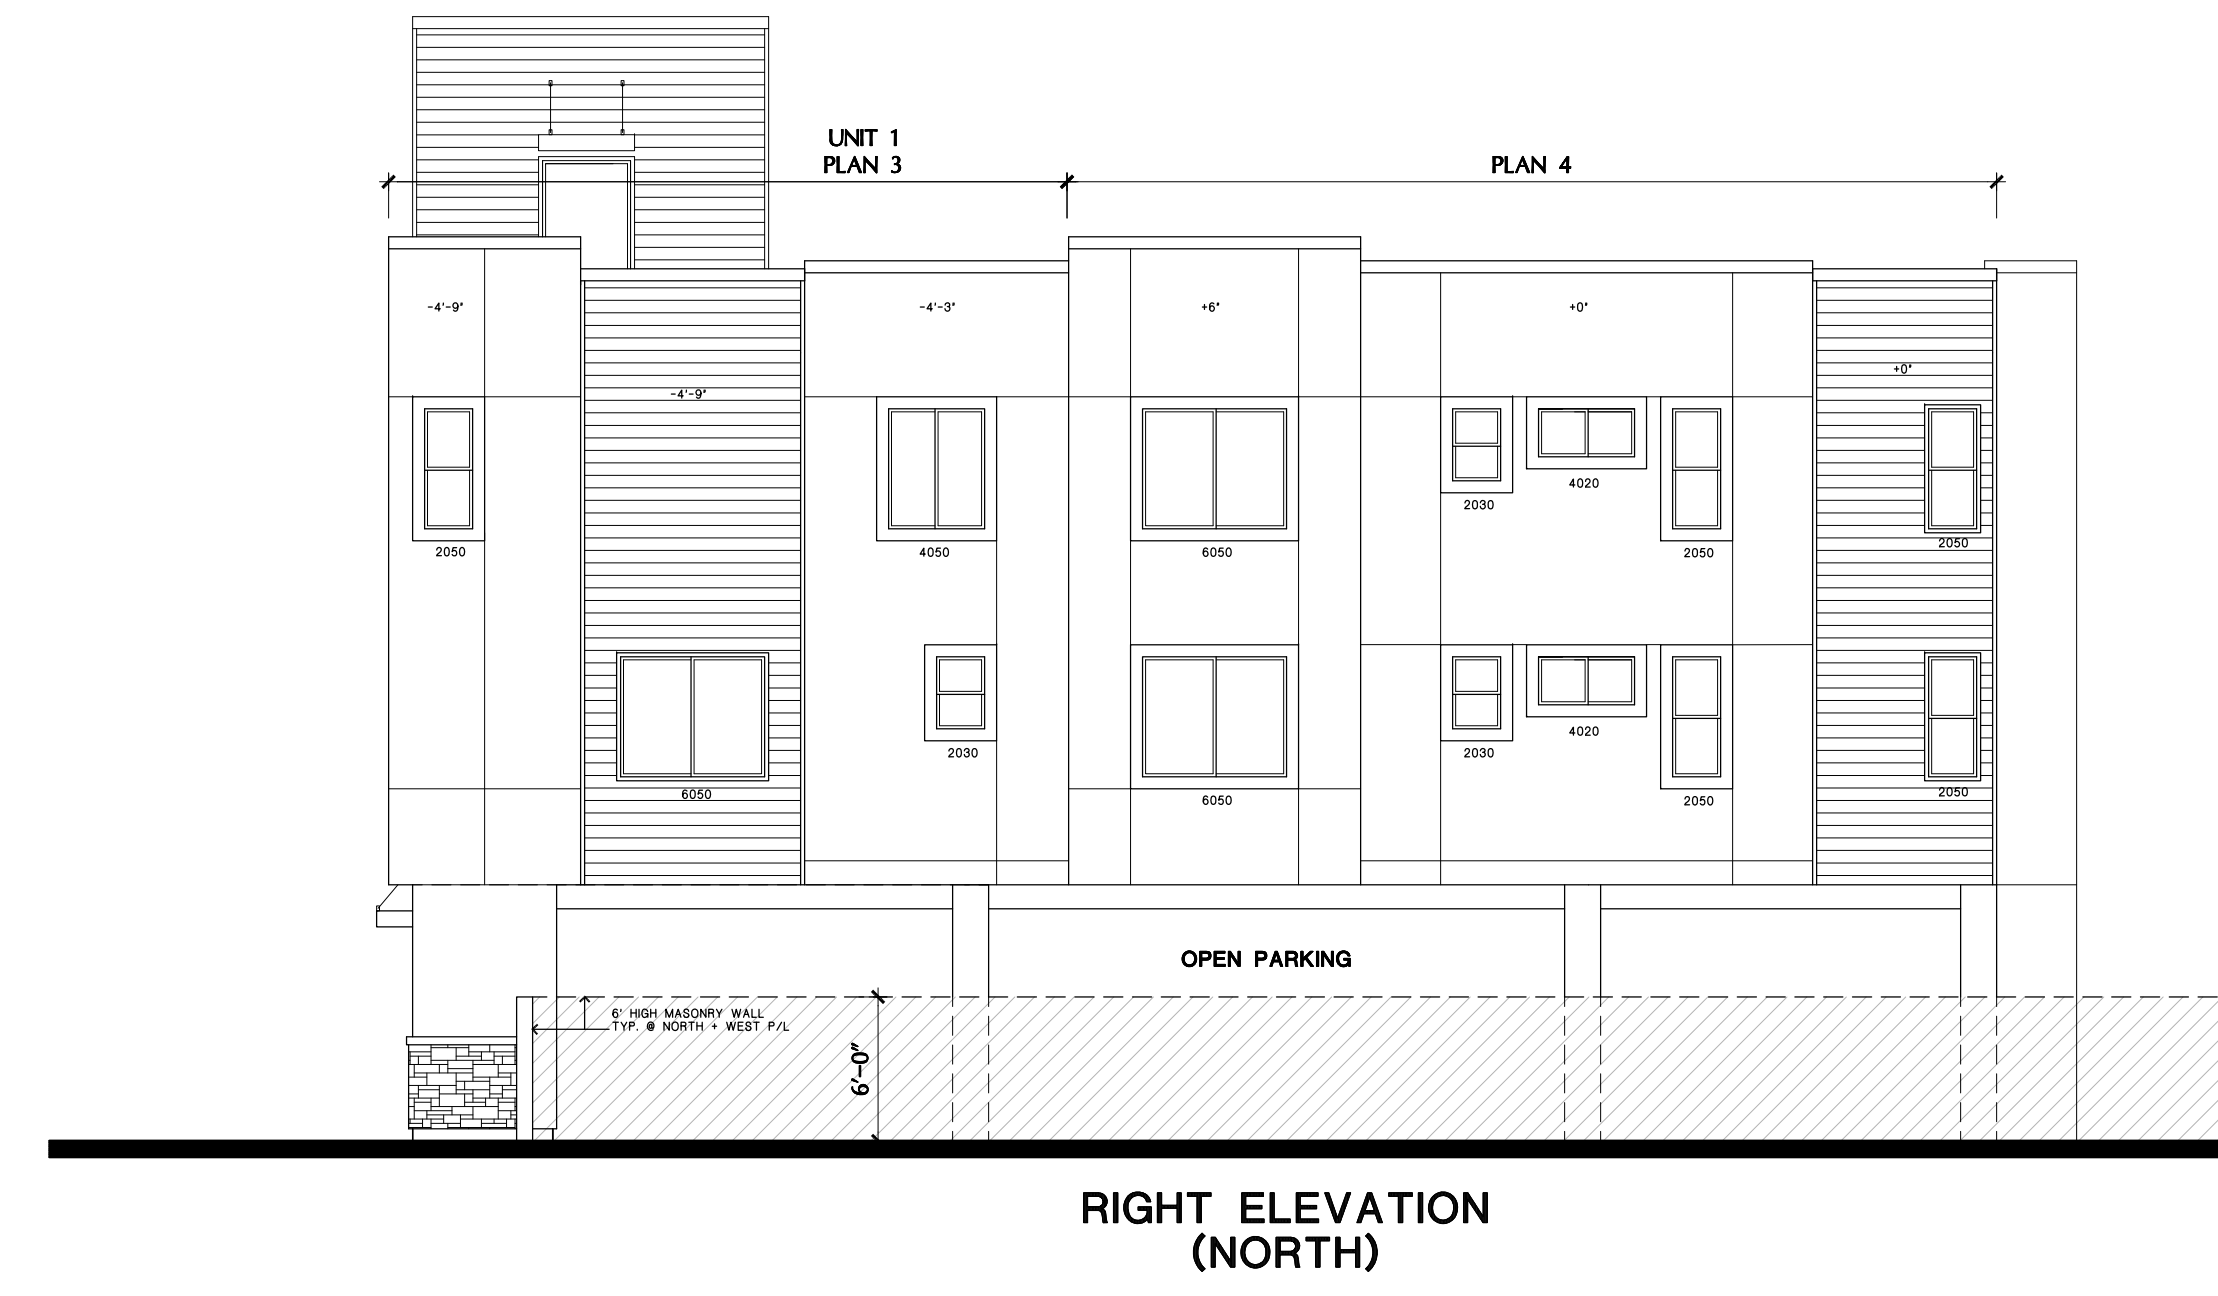 UNIT 1
PLAN 3
PLAN 4
-4'-9"
-4'-3"
+6"
+0"
+0"
-4'-9"
4020
2030
2050
4050
6050
2050
2050
4020
2030
2050
6050
6050
2050
2050
OPEN PARKING
6' HIGH MASONRY WALL
TYP. @ NORTH + WEST P/L
6'-0"
RIGHT ELEVATION
(NORTH)
2030